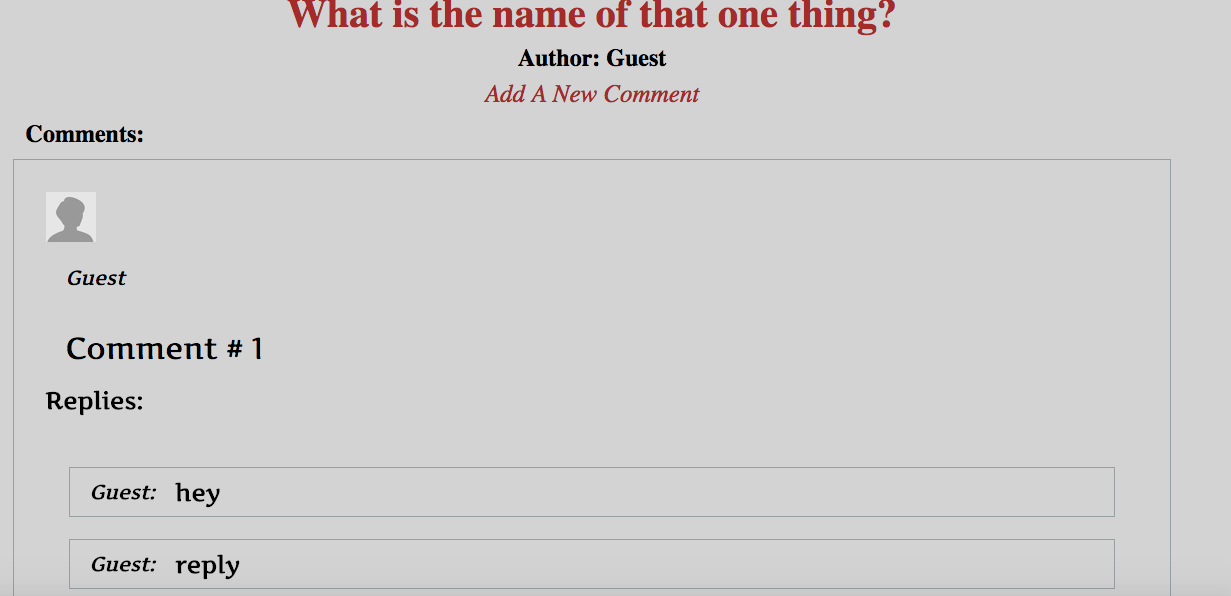 What is the name of that one thing?
Author: Guest
Add A New Comment
Comments:
Guest
Comment # 1
Replies:
Guest: hey
Guest: reply